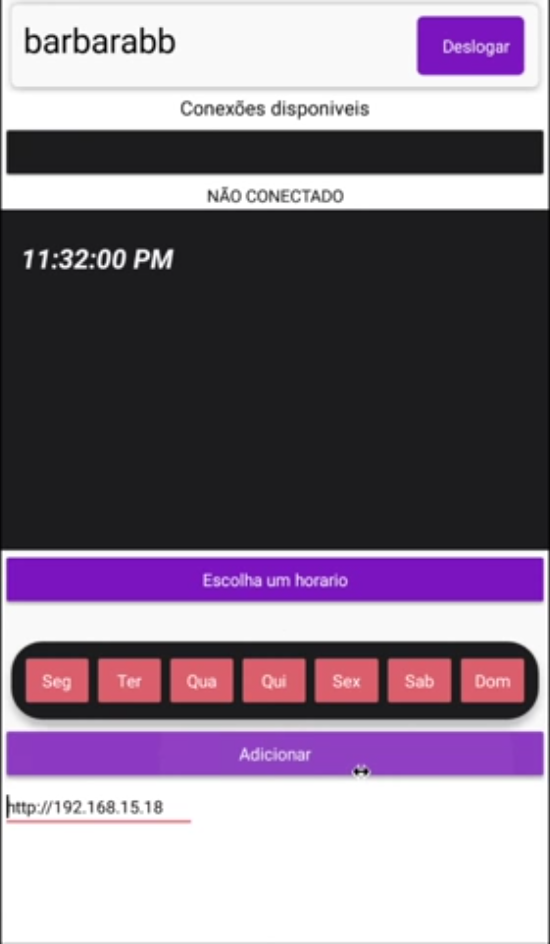 barbarabb
Deslogar
Conexões disponiveis
NÃO CONECTADO
11:32:00 PM
Escolha um horario
Seg Ter Qua Qui Sex Sab Dom
Adicionar
http://192.168.15.18